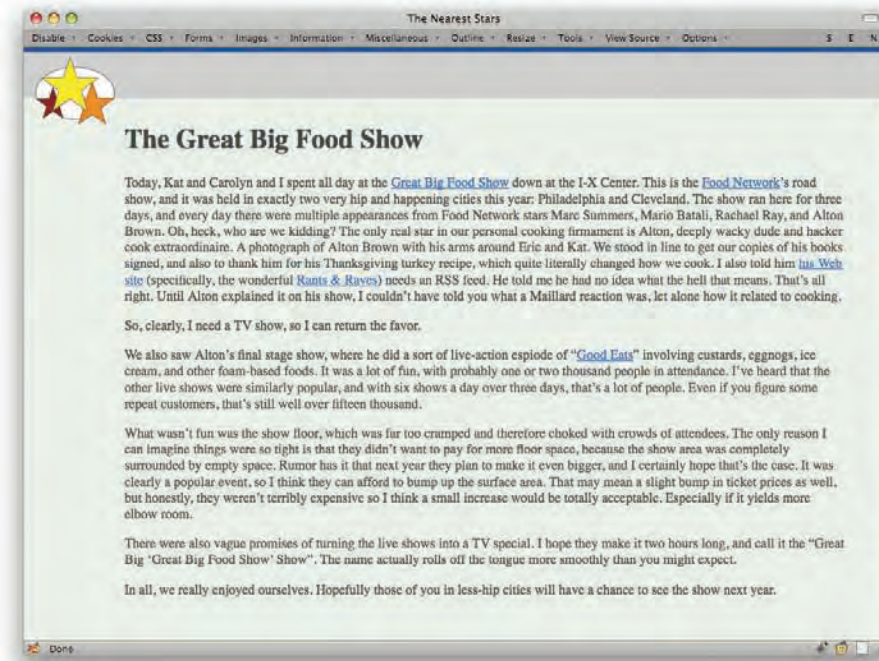 The Nearest Stars
Disable Cookies CSS Forms Images Information Miscellaneous Outline Resize Tools View Source Options S E N
The Great Big Food Show
Today, Kat and Carolyn and I spent all day at the Great Big Food Show down at the I-X Center. This is the Food Network's road
show, and it was held in exactly two very hip and happening cities this year: Philadelphia and Cleveland. The show ran here for three
days, and every day there were multiple appearances from Food Network stars Marc Summers, Mario Batali, Rachael Ray, and Alton
Brown. Oh, heck, who are we kidding? The only real star in our personal cooking firmament is Alton, deeply wacky dude and hacker
cook extraordinaire. A photograph of Alton Brown with his arms around Eric and Kat. We stood in line to get our copies of his books
signed, and also to thank him for his Thanksgiving turkey recipe, which quite literally changed how we cook. I also told him his Web
site (specifically, the wonderful Rants & Raves) needs an RSS feed. He told me he had no idea what the hell that means. That's all
right. Until Alton explained it on his show, I couldn't have told you what a Maillard reaction was, let alone how it related to cooking.
So, clearly, I need a TV show, so I can return the favor.
We also saw Alton's final stage show, where he did a sort of live-action espiode of “Good Eats” involving custards, eggnogs, ice
cream, and other foam-based foods. It was a lot of fun, with probably one or two thousand people in attendance. I've heard that the
other live shows were similarly popular, and with six shows a day over three days, that's a lot of people. Even if you figure some
repeat customers, that's still well over fifteen thousand.
What wasn't fun was the show floor, which was far too cramped and therefore choked with crowds of attendees. The only reason I
can imagine things were so tight is that they didn't want to pay for more floor space, because the show area was completely
surrounded by empty space. Rumor has it that next year they plan to make it even bigger, and I certainly hope that's the case. It was
clearly a popular event, so I think they can afford to bump up the surface area. That may mean a slight bump in ticket prices as well,
but honestly, they weren't terribly expensive so I think a small increase would be totally acceptable. Especially if it yields more
elbow room.
There were also vague promises of turning the live shows into a TV special. I hope they make it two hours long, and call it the “Great
Big ‘Great Big Food Show’ Show”. The name actually rolls off the tongue more smoothly than you might expect.
In all, we really enjoyed ourselves. Hopefully those of you in less-hip cities will have a chance to see the show next year.
Done